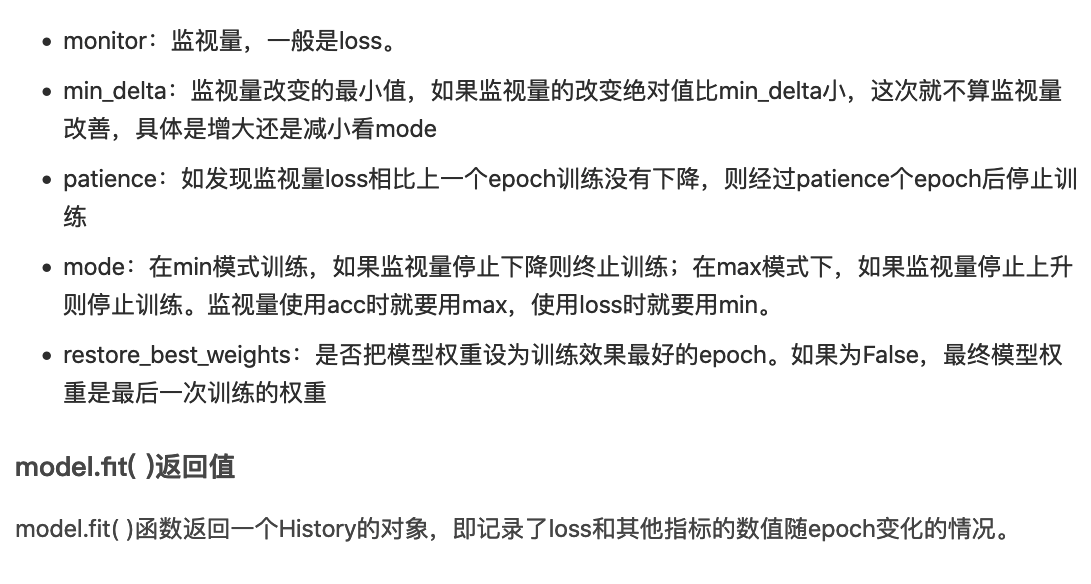 • monitor：监视量，一般是loss。
• min_delta：监视量改变的最小值，如果监视量的改变绝对值比min_delta小，这次就不算监视量
改善，具体是增大还是减小看mode
• patience：如发现监视量loss相比上一个epoch训练没有下降，则经过patience个epoch后停止训
练
• mode：在min模式训练，如果监视量停止下降则终止训练；在max模式下，如果监视量停止上升
则停止训练。监视量使用acc时就要用max，使用loss时就要用min。
• restore_best_weights：是否把模型权重设为训练效果最好的epoch。如果为False，最终模型权
重是最后一次训练的权重
model.fit( )返回值
model.fit( )函数返回一个History的对象，即记录了loss和其他指标的数值随epoch变化的情况。